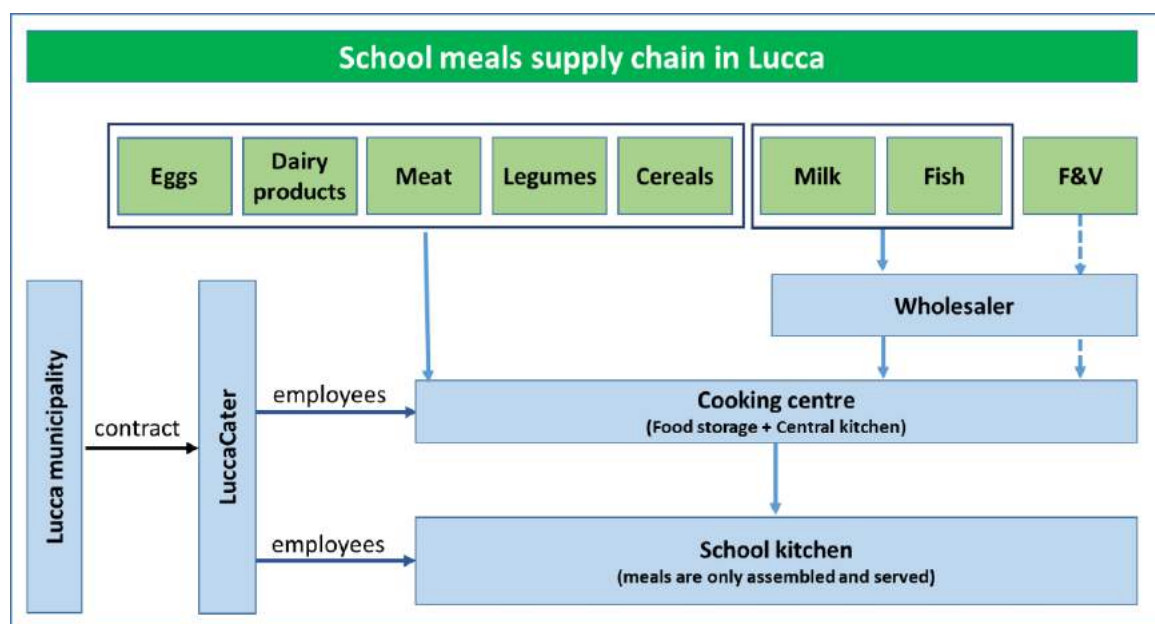 School meals supply chain in Lucca
Eggs
Dairy
products
Meat
Legumes
Cereals
Milk
Fish
F&V
Wholesaler
Lucca municipality
contract
LuccaCater
employees
Cooking centre
(Food storage + Central kitchen)
employees
School kitchen
(meals are only assembled and served)